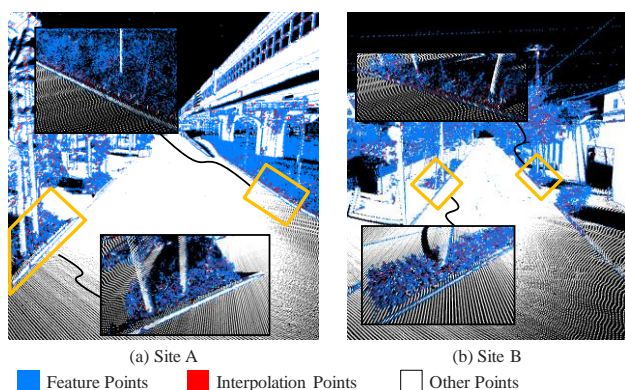 (a) Site A
(b) Site B
Feature Points
Interpolation Points
Other Points